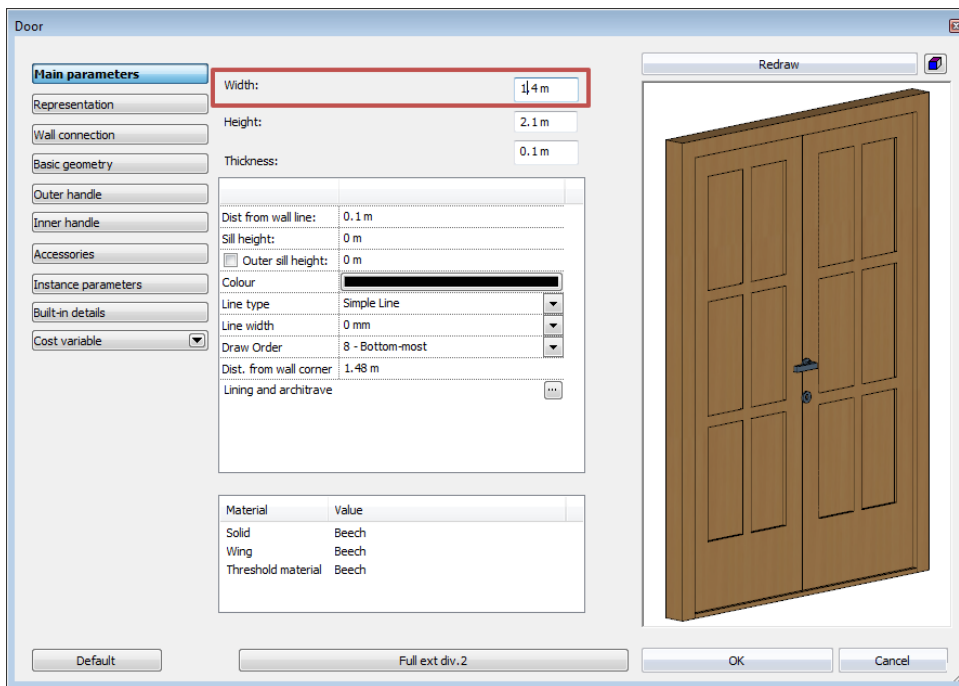 Door
Main parameters
Representation
Wall connection
Basic geometry
Outer handle
Inner handle
Accessories
Instance parameters
Built-in details
Cost variable
Width: 1.4 m
Height: 2.1 m
Thickness: 0.1 m
Dist from wall line: 0.1 m
Sill height: 0 m
Outer sill height: 0 m
Colour
Line type Simple Line
Line width 0 mm
Draw Order 8 - Bottom-most
Dist. from wall corner 1.48 m
Lining and architrave ...
Material Value
Solid Beech
Wing Beech
Threshold material Beech
Redraw
Default Full ext div.2 OK Cancel